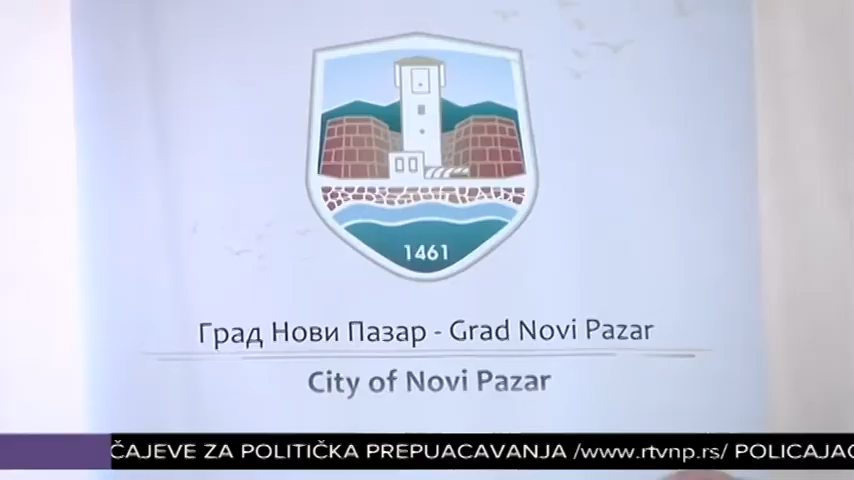 1461
Град Нови Пазар - Grad Novi Pazar
City of Novi Pazar
ČAJEVE ZA POLITIČKA PREPUACAVANJA /www.rtvnp.rs/ POLICAJAC